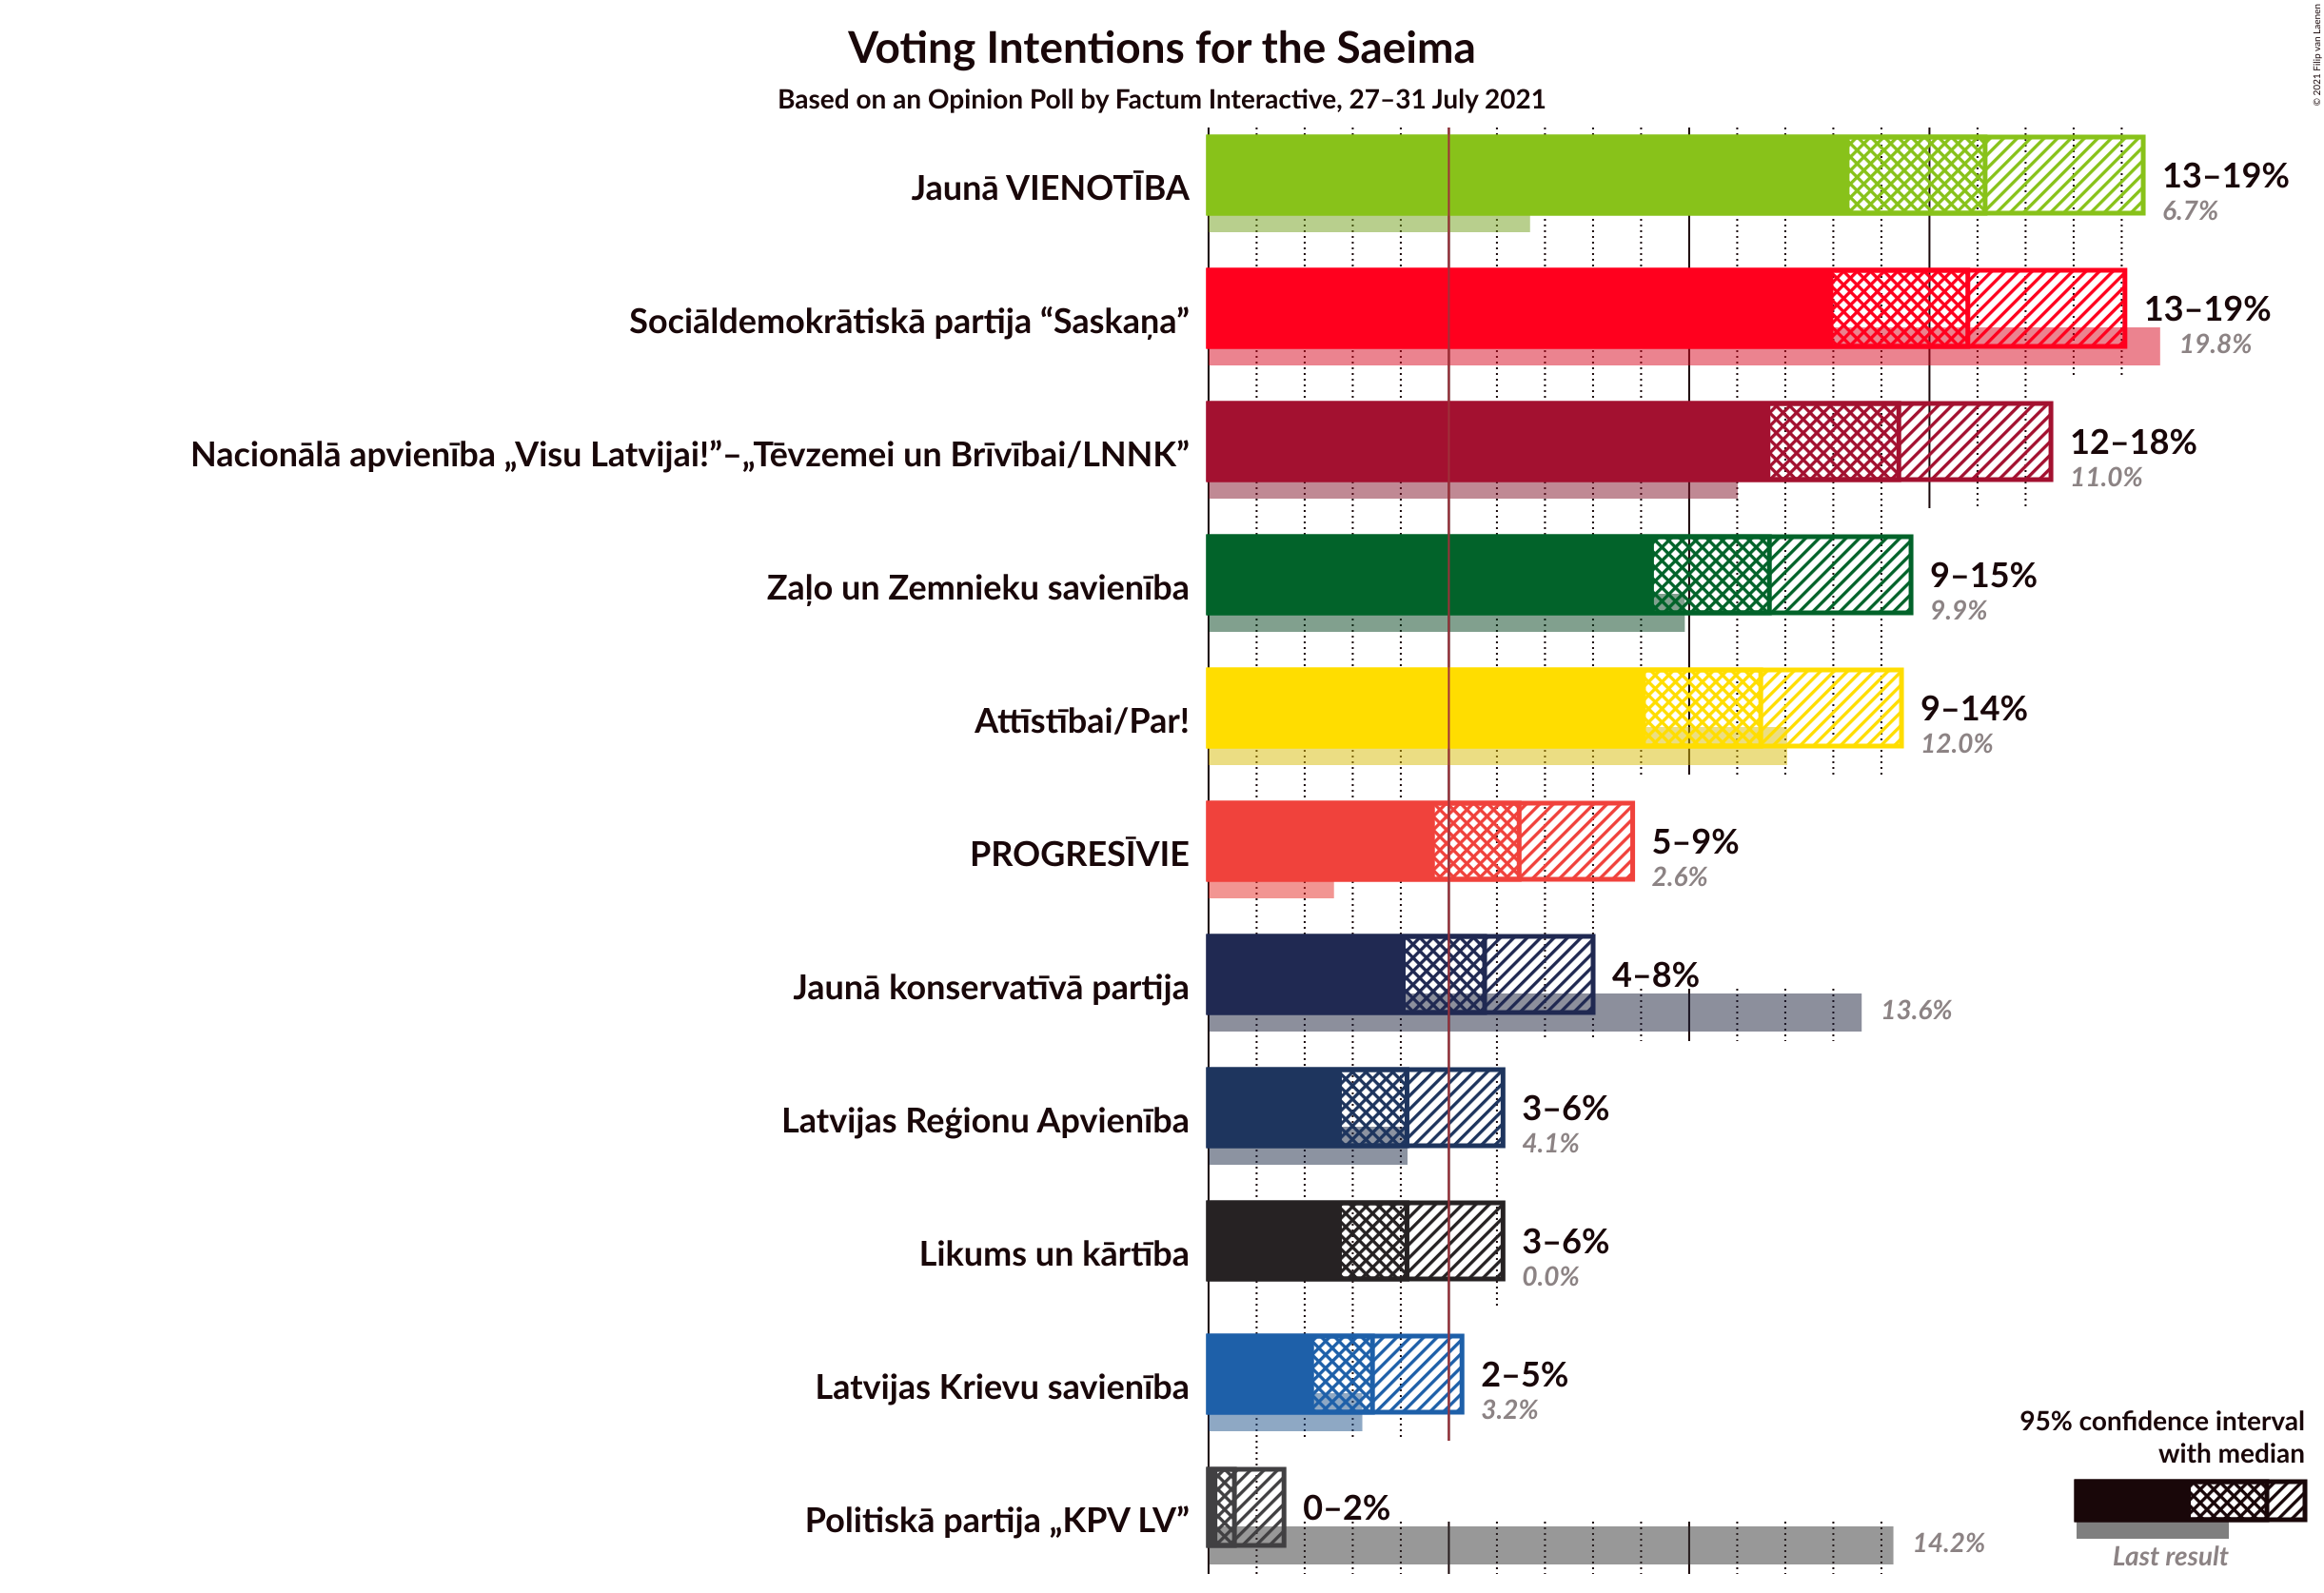 Voting Intentions for the Saeima
Based on an Opinion Poll by Factum Interactive, 27–31 July 2021
© 2021 Filip van Laenen
Jaunā VIENOTĪBA
13–19%
6.7%
Sociāldemokrātiskā partija “Saskaņa”
13–19%
19.8%
Nacionālā apvienība „Visu Latvijai!”–„Tēvzemei un Brīvībai/LNNK”
12–18%
11.0%
Zaļo un Zemnieku savienība
9–15%
9.9%
Attīstībai/Par!
9–14%
12.0%
PROGRESĪVIE
5–9%
2.6%
Jaunā konservatīvā partija
4–8%
13.6%
Latvijas Reģionu Apvienība
3–6%
4.1%
Likums un kārtība
3–6%
0.0%
Latvijas Krievu savienība
2–5%
3.2%
Politiskā partija „KPV LV”
0–2%
14.2%
95% confidence interval
with median
Last result